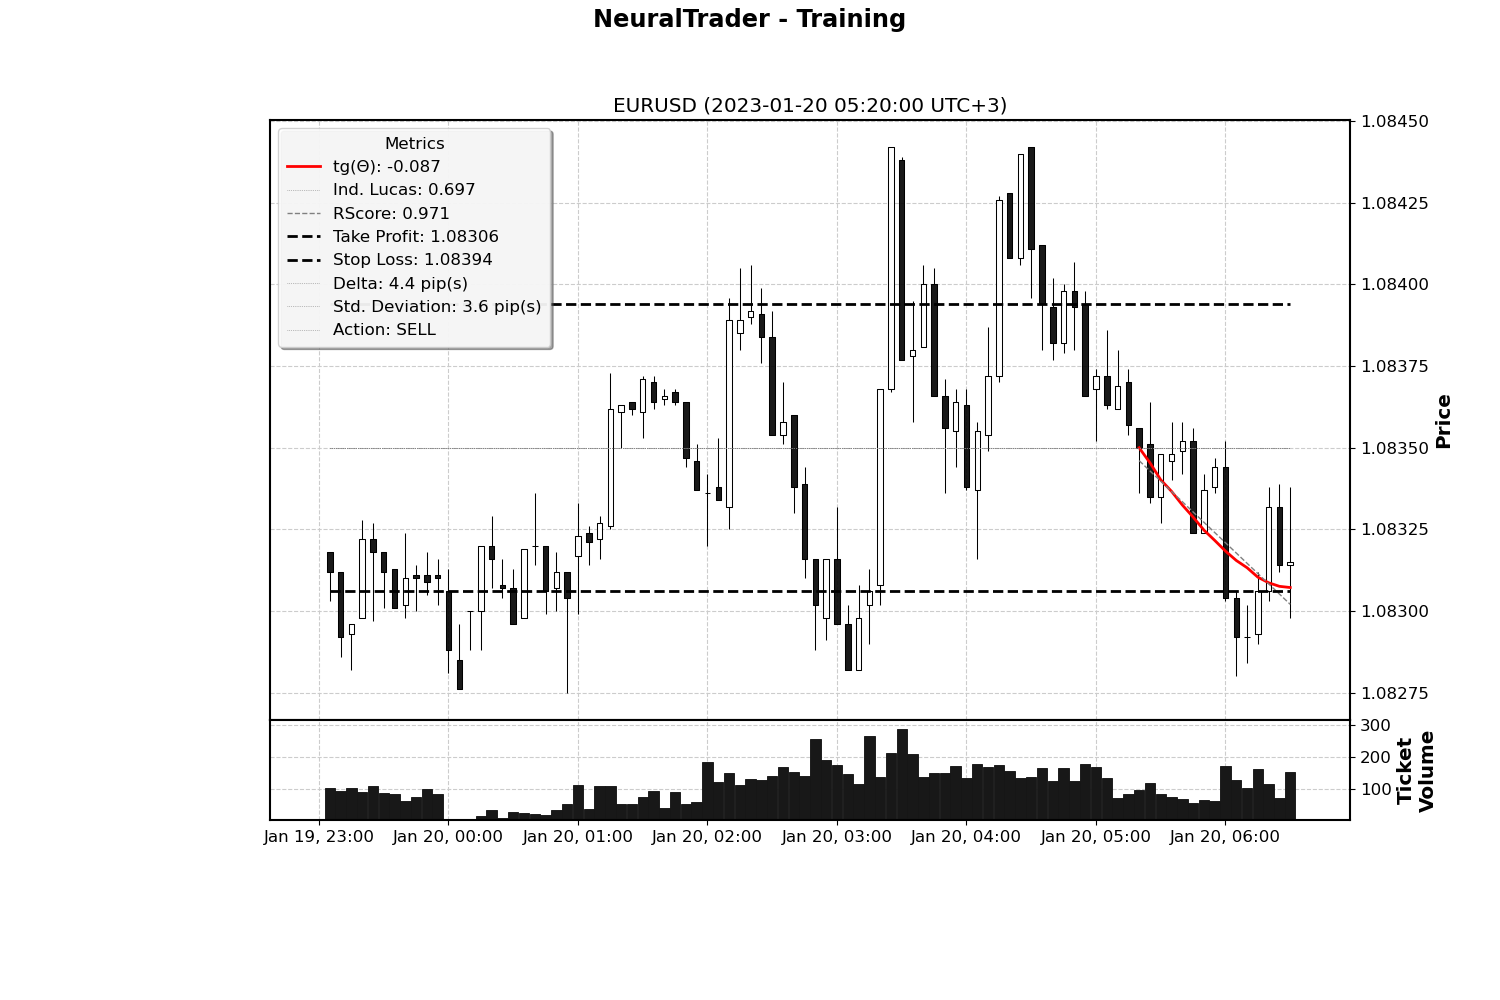 NeuralTrader - Training
EURUSD (2023-01-20 05:20:00 UTC+3)
Metrics
tg(Θ): -0.087
Ind. Lucas: 0.697
RScore: 0.971
Take Profit: 1.08306
Stop Loss: 1.08394
Delta: 4.4 pip(s)
Std. Deviation: 3.6 pip(s)
Action: SELL
1.08450
1.08425
1.08400
1.08375
1.08350
1.08325
1.08300
1.08275
Price
300
200
100
Ticket
Volume
Jan 19, 23:00
Jan 20, 00:00
Jan 20, 01:00
Jan 20, 02:00
Jan 20, 03:00
Jan 20, 04:00
Jan 20, 05:00
Jan 20, 06:00